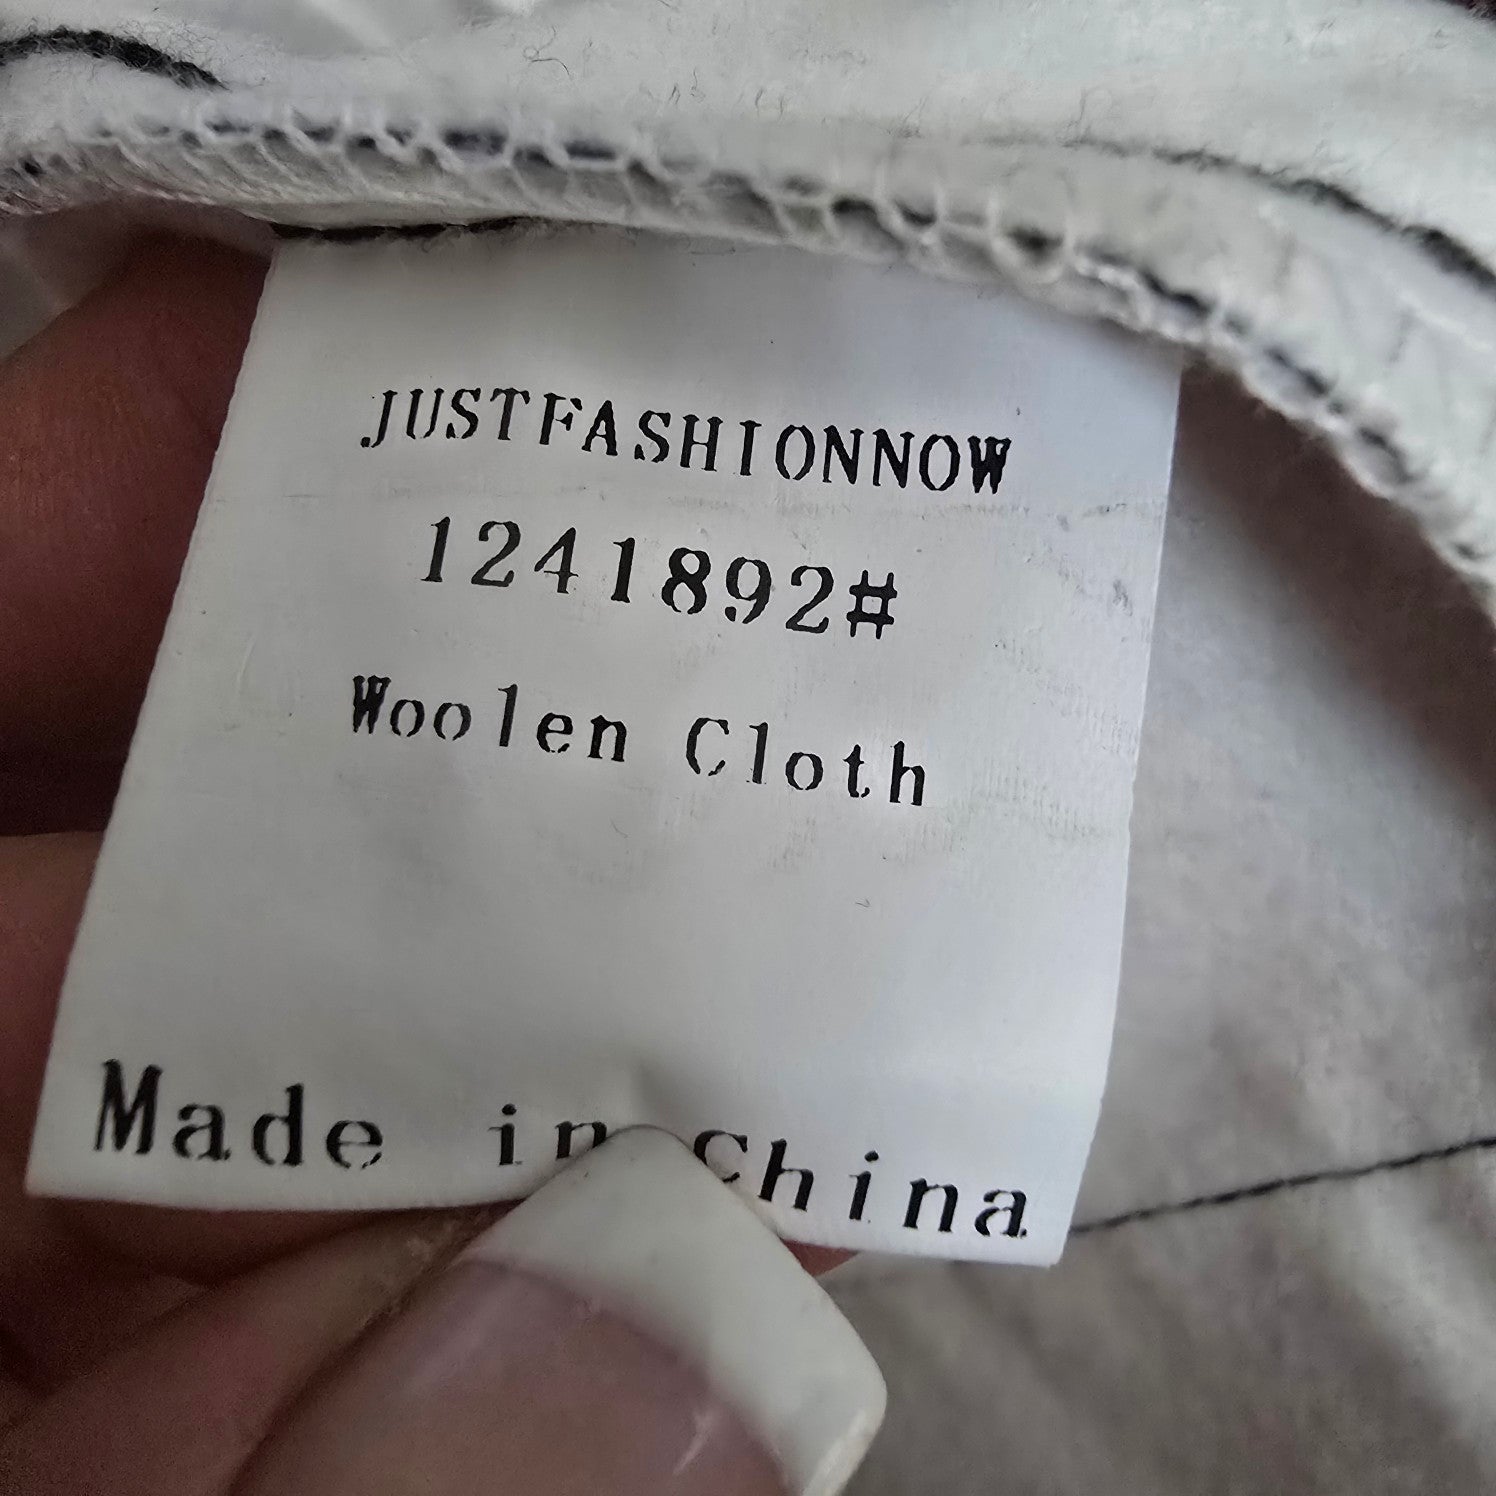 JUSTFASHIONNOW
1241892#
Woolen Cloth
Made in China